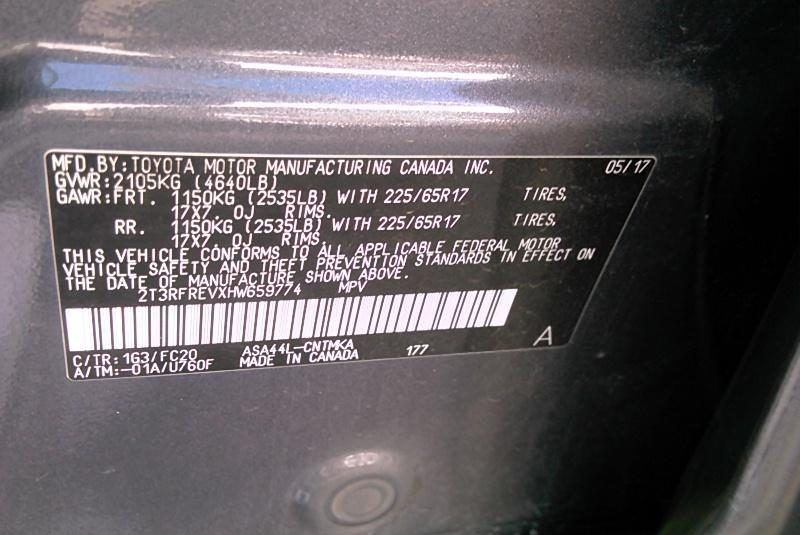 MFD.BY:TOYOTA MOTOR MANUFACTURING CANADA INC. 05/17
GVWR:2105KG (4640LB)
GAWR:FRT. 1150KG (2535LB) WITH 225/65R17 TIRES,
17X7.0J RIMS.
RR. 1150KG (2535LB) WITH 225/65R17 TIRES,
17X7.0J RIMS.
THIS VEHICLE CONFORMS TO ALL APPLICABLE FEDERAL MOTOR
VEHICLE SAFETY AND THEFT PREVENTION STANDARDS IN EFFECT ON
THE DATE OF MANUFACTURE SHOWN ABOVE.
2T3RFREVXHW659774 MPV
C/TR:1G3/FC20 ASA44L-CNTMKA 177 A
A/TM:-01A/U760F MADE IN CANADA